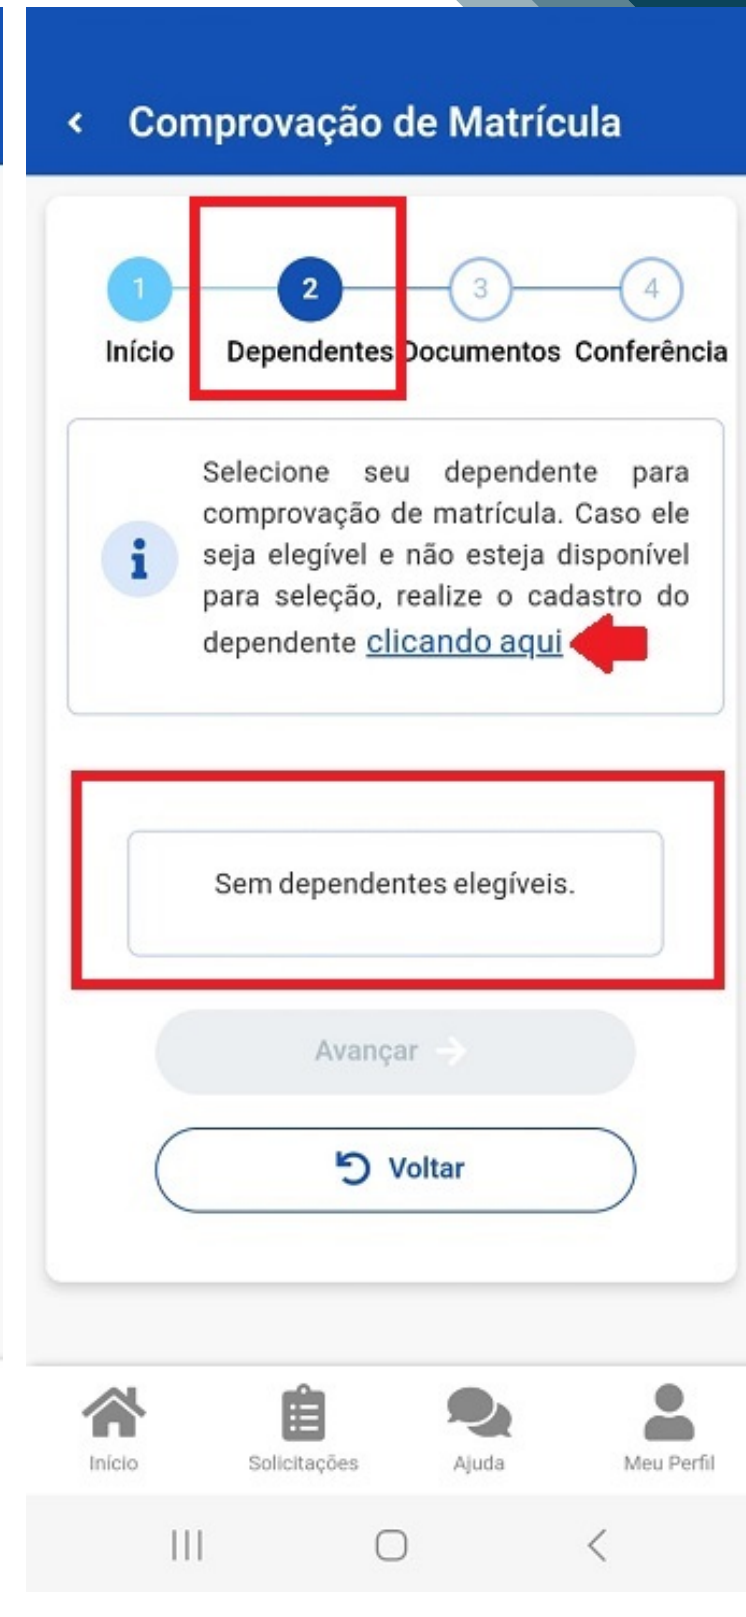 Comprovação de Matrícula
1
2
3
4
Início
Dependentes
Documentos
Conferência
Selecione seu dependente para
comprovação de matrícula. Caso ele
seja elegível e não esteja disponível
para seleção, realize o cadastro do
dependente clicando aqui
Sem dependentes elegíveis.
Avançar
Voltar
Início
Solicitações
Ajuda
Meu Perfil